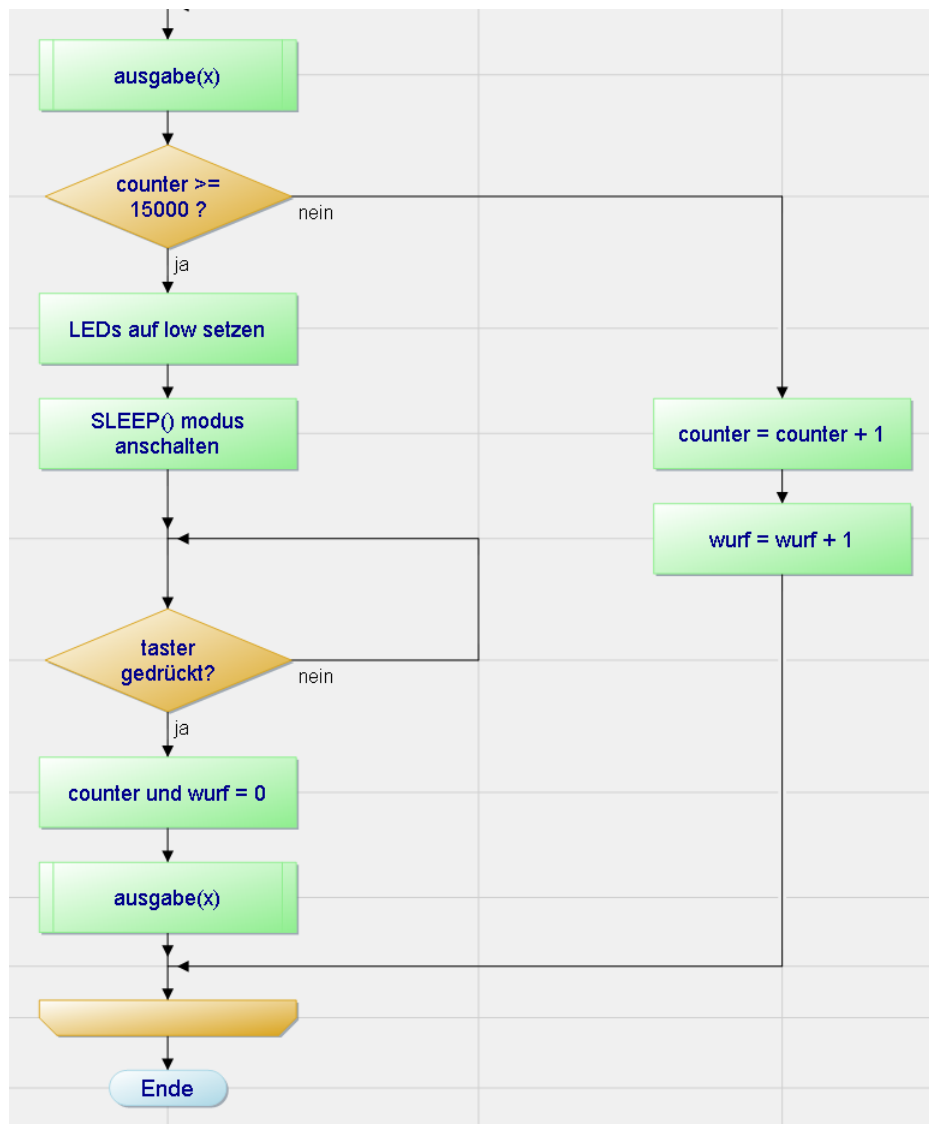 ausgabe(x)
counter >=
15000 ?
nein
ja
LEDs auf low setzen
SLEEP() modus
anschalten
counter = counter + 1
wurf = wurf + 1
taster
gedrückt?
nein
ja
counter und wurf = 0
ausgabe(x)
Ende